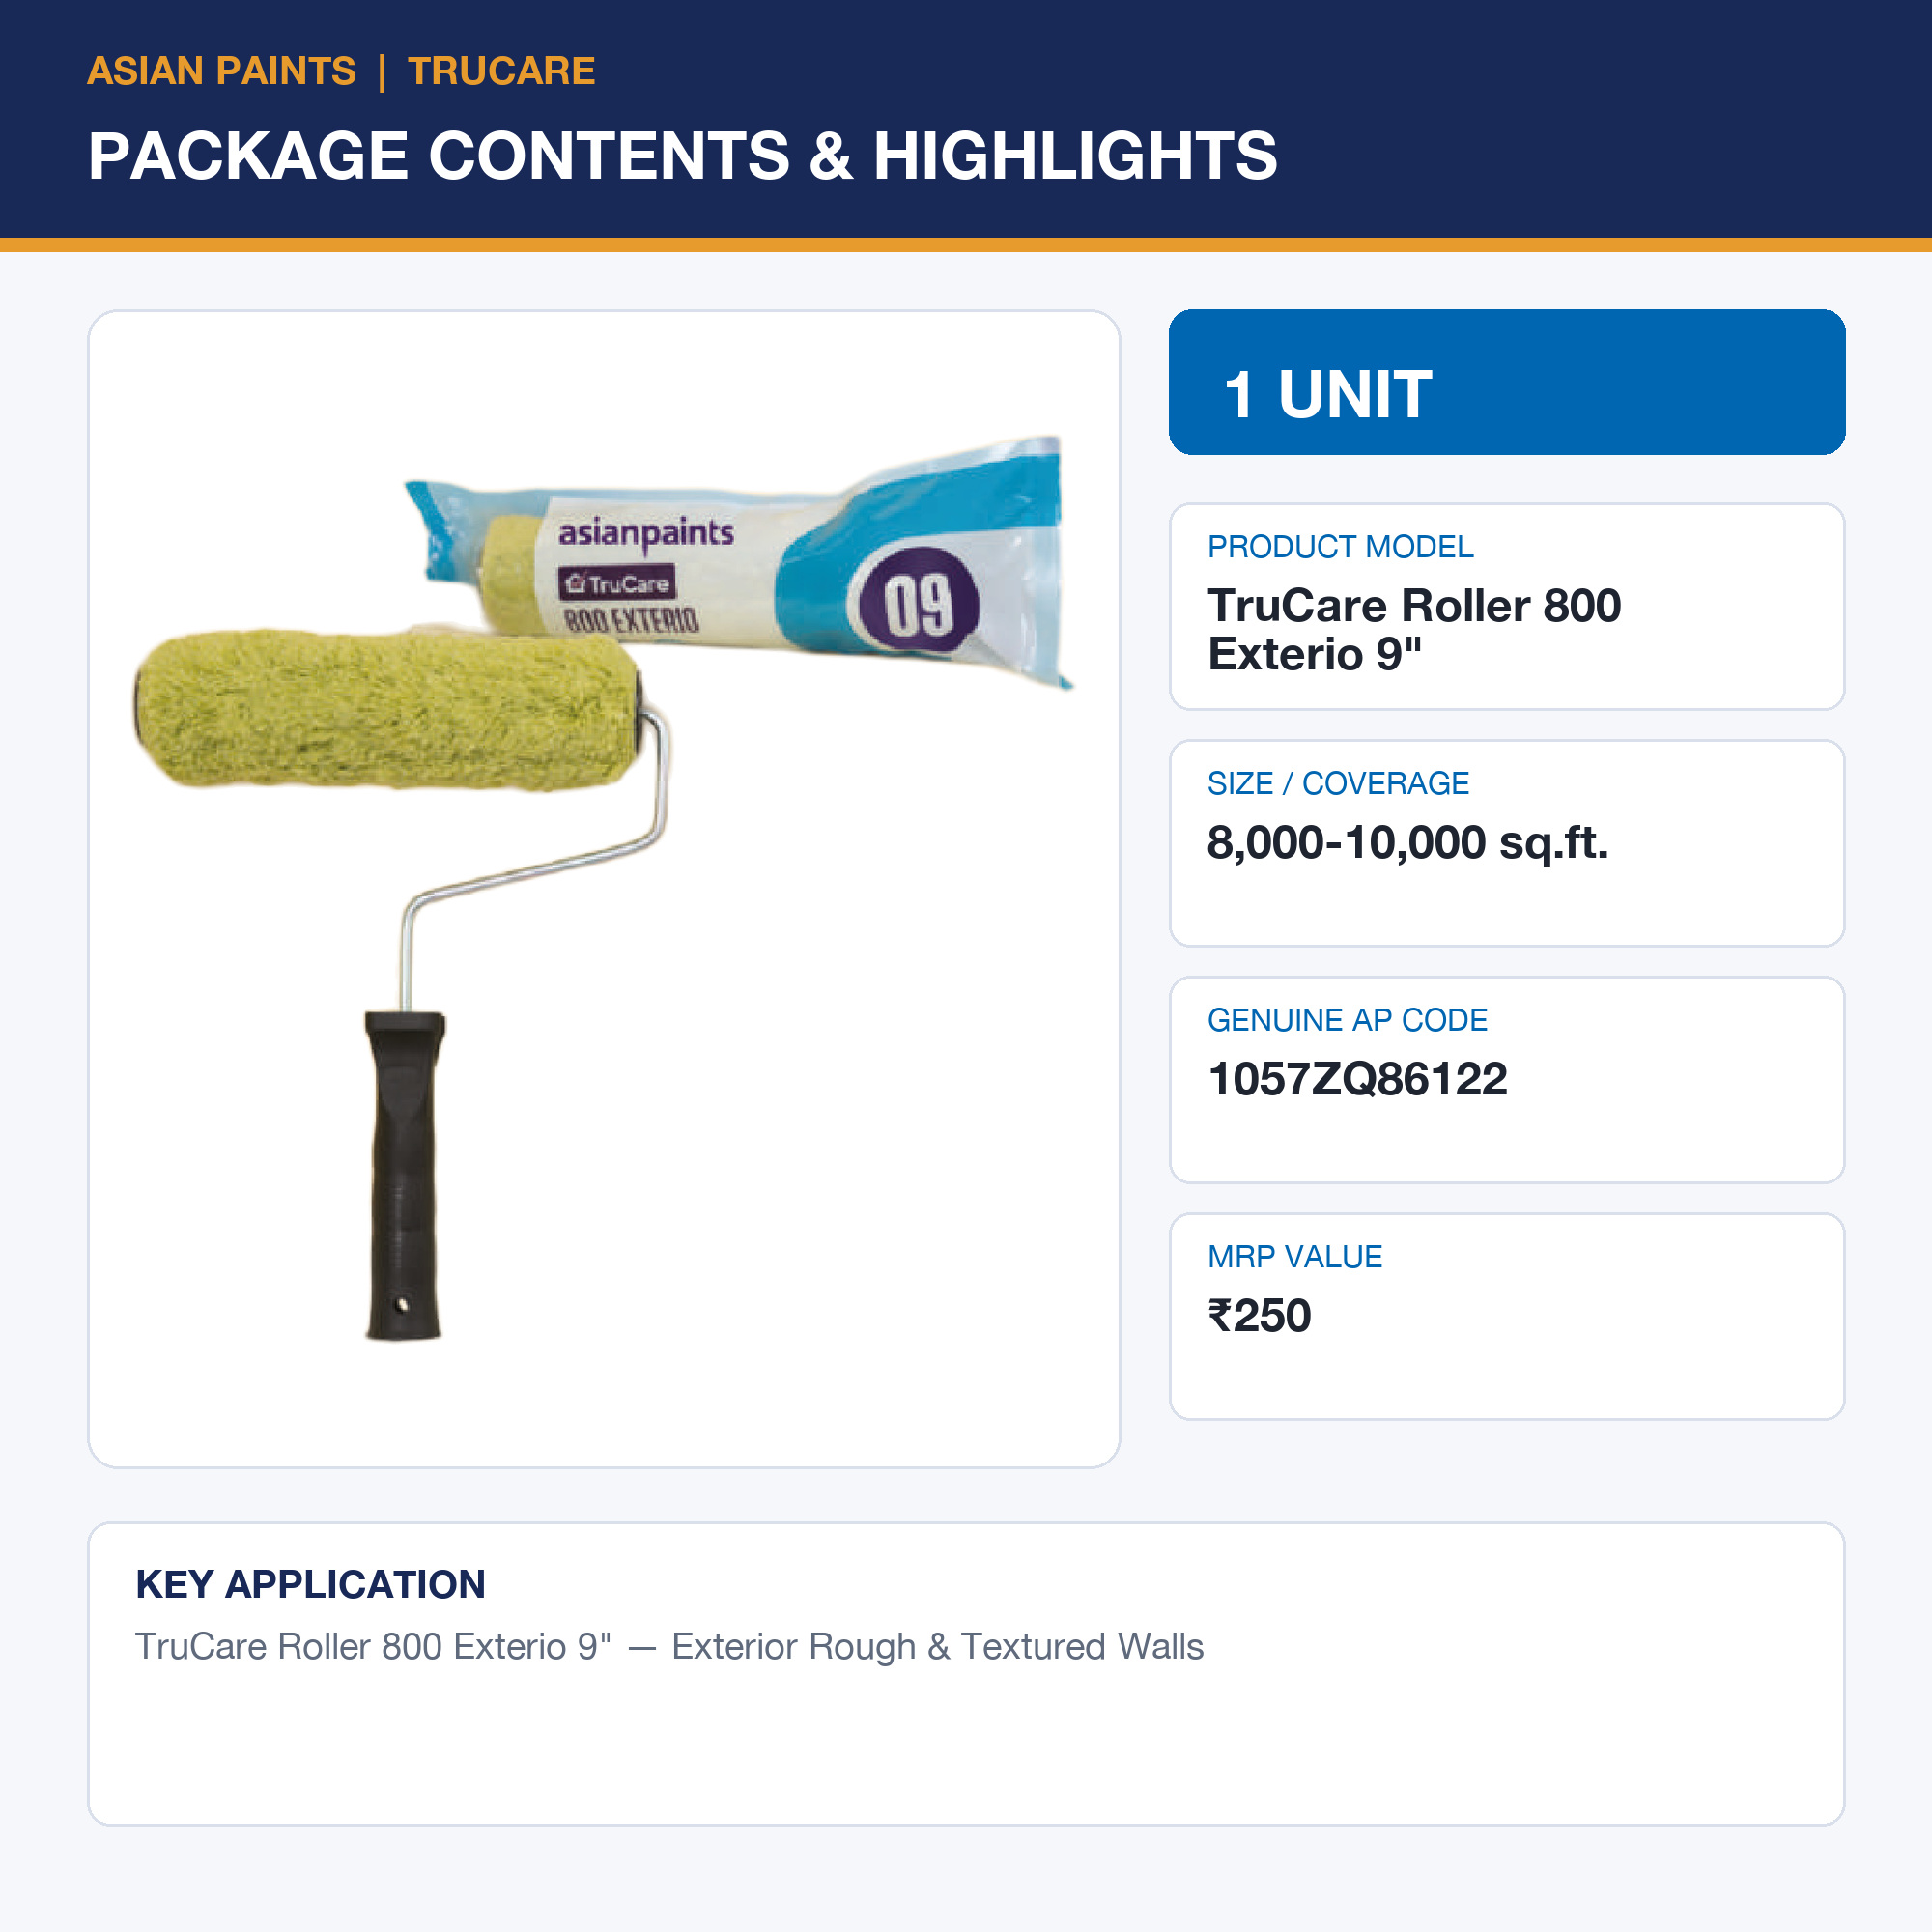 ASIAN PAINTS | TRUCARE
PACKAGE CONTENTS & HIGHLIGHTS
asianpaints
TruCare
800 EXTERIO
09
1 UNIT
PRODUCT MODEL
TruCare Roller 800
Exterio 9"
SIZE / COVERAGE
8,000-10,000 sq.ft.
GENUINE AP CODE
1057ZQ86122
MRP VALUE
₹250
KEY APPLICATION
TruCare Roller 800 Exterio 9" — Exterior Rough & Textured Walls